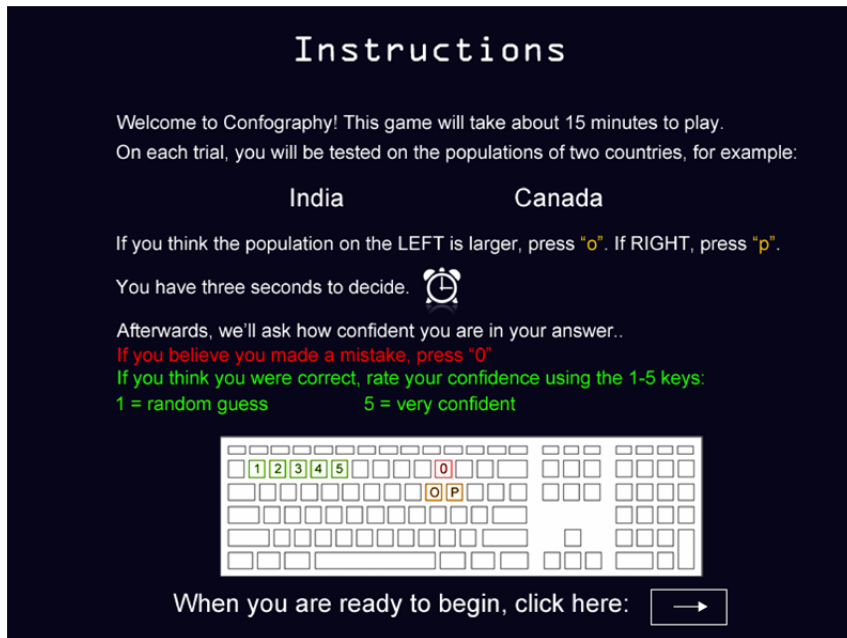 Instructions
Welcome to Confography! This game will take about 15 minutes to play.
On each trial, you will be tested on the populations of two countries, for example:
India Canada
If you think the population on the LEFT is larger, press “o”. If RIGHT, press “p”.
You have three seconds to decide.
Afterwards, we’ll ask how confident you are in your answer..
If you believe you made a mistake, press “0”
If you think you were correct, rate your confidence using the 1-5 keys:
1 = random guess 5 = very confident
1 2 3 4 5 0
O P
When you are ready to begin, click here: